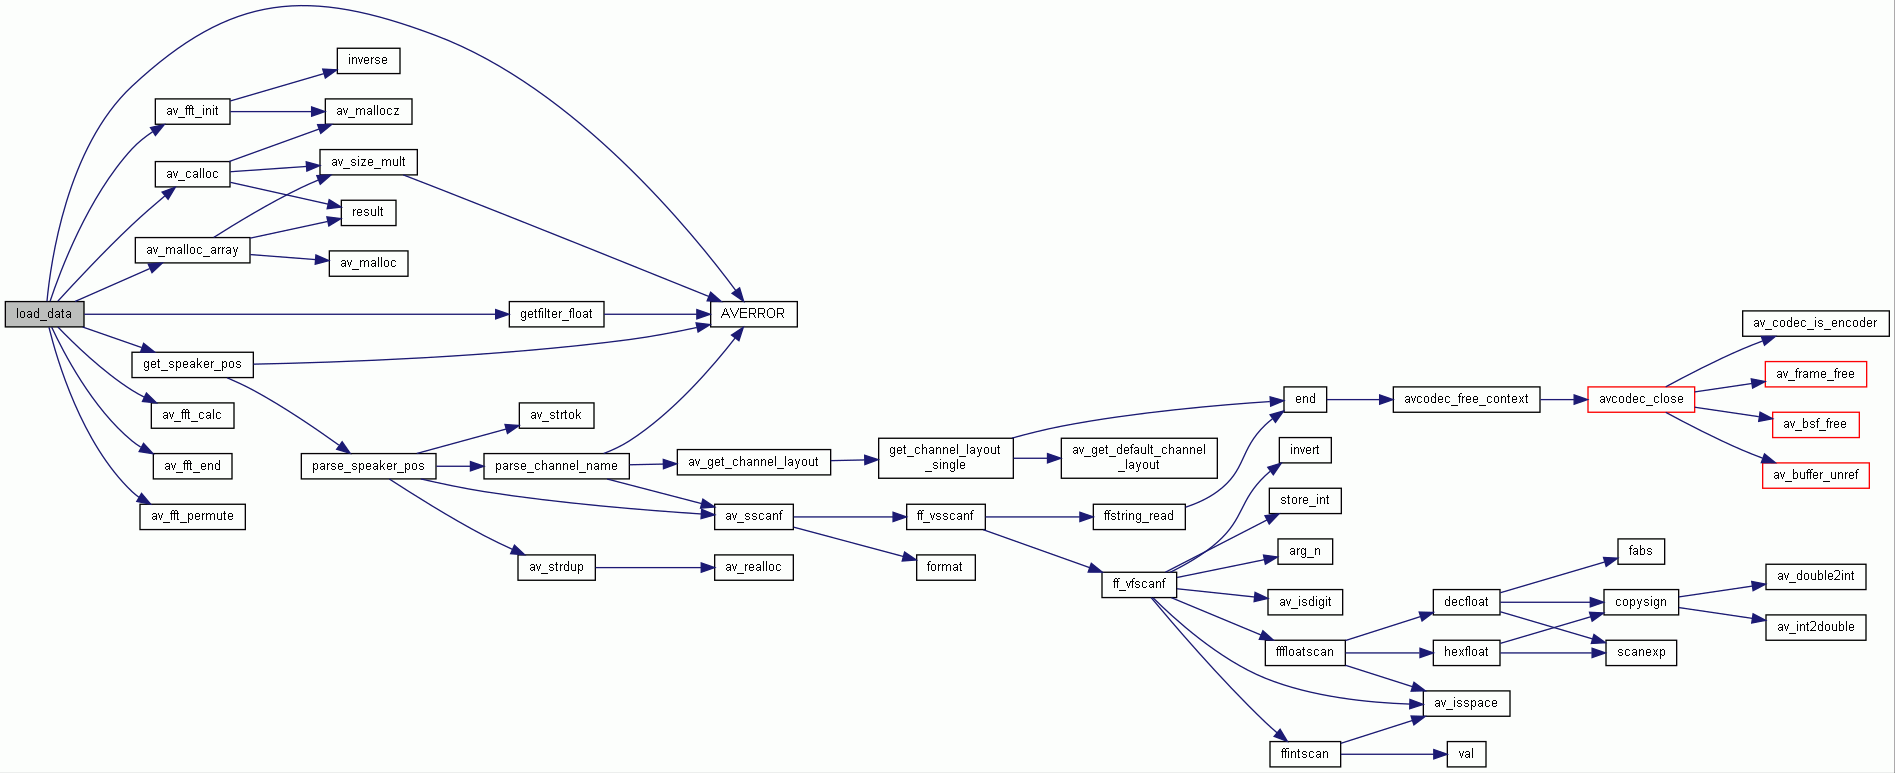 inverse
av_fft_init
av_mallocz
av_size_mult
av_calloc
result
av_malloc_array
av_malloc
load_data
getfilter_float
AVERROR
av_codec_is_encoder
get_speaker_pos
av_frame_free
end
avcodec_free_context
avcodec_close
av_fft_calc
av_strtok
av_bsf_free
get_channel_layout
_single
av_get_default_channel
_layout
invert
av_fft_end
parse_speaker_pos
parse_channel_name
av_get_channel_layout
av_buffer_unref
store_int
av_fft_permute
av_sscanf
ff_vsscanf
ffstring_read
arg_n
fabs
av_strdup
av_realloc
format
ff_vfscanf
av_double2int
av_isdigit
decfloat
copysign
av_int2double
fffloatscan
hexfloat
scanexp
av_isspace
ffintscan
val